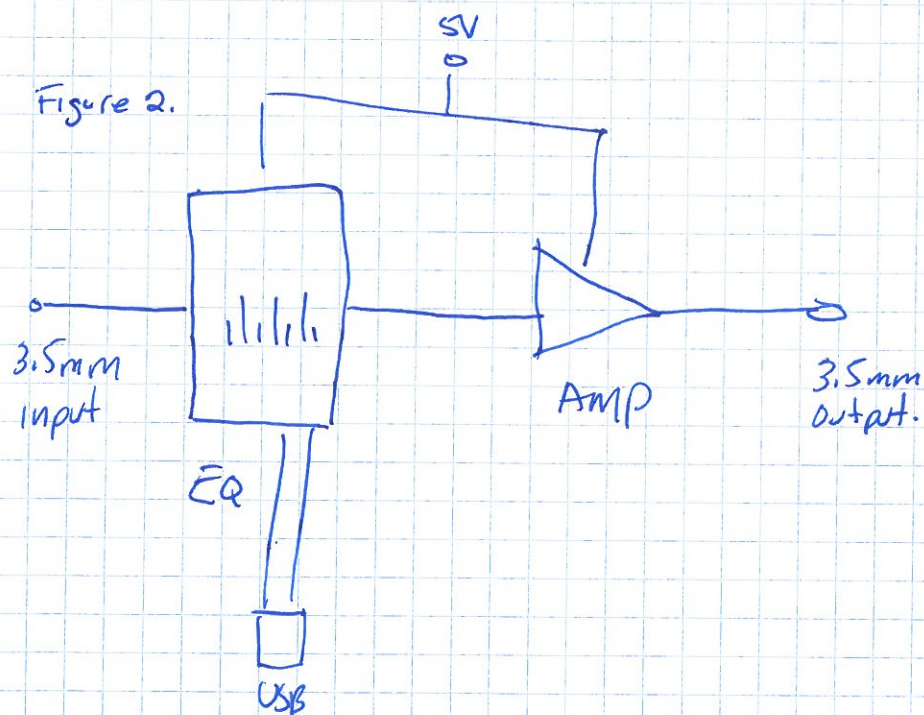 5V
Figure 2.
3.5mm
input
EQ
AMP
3.5mm
output.
USB